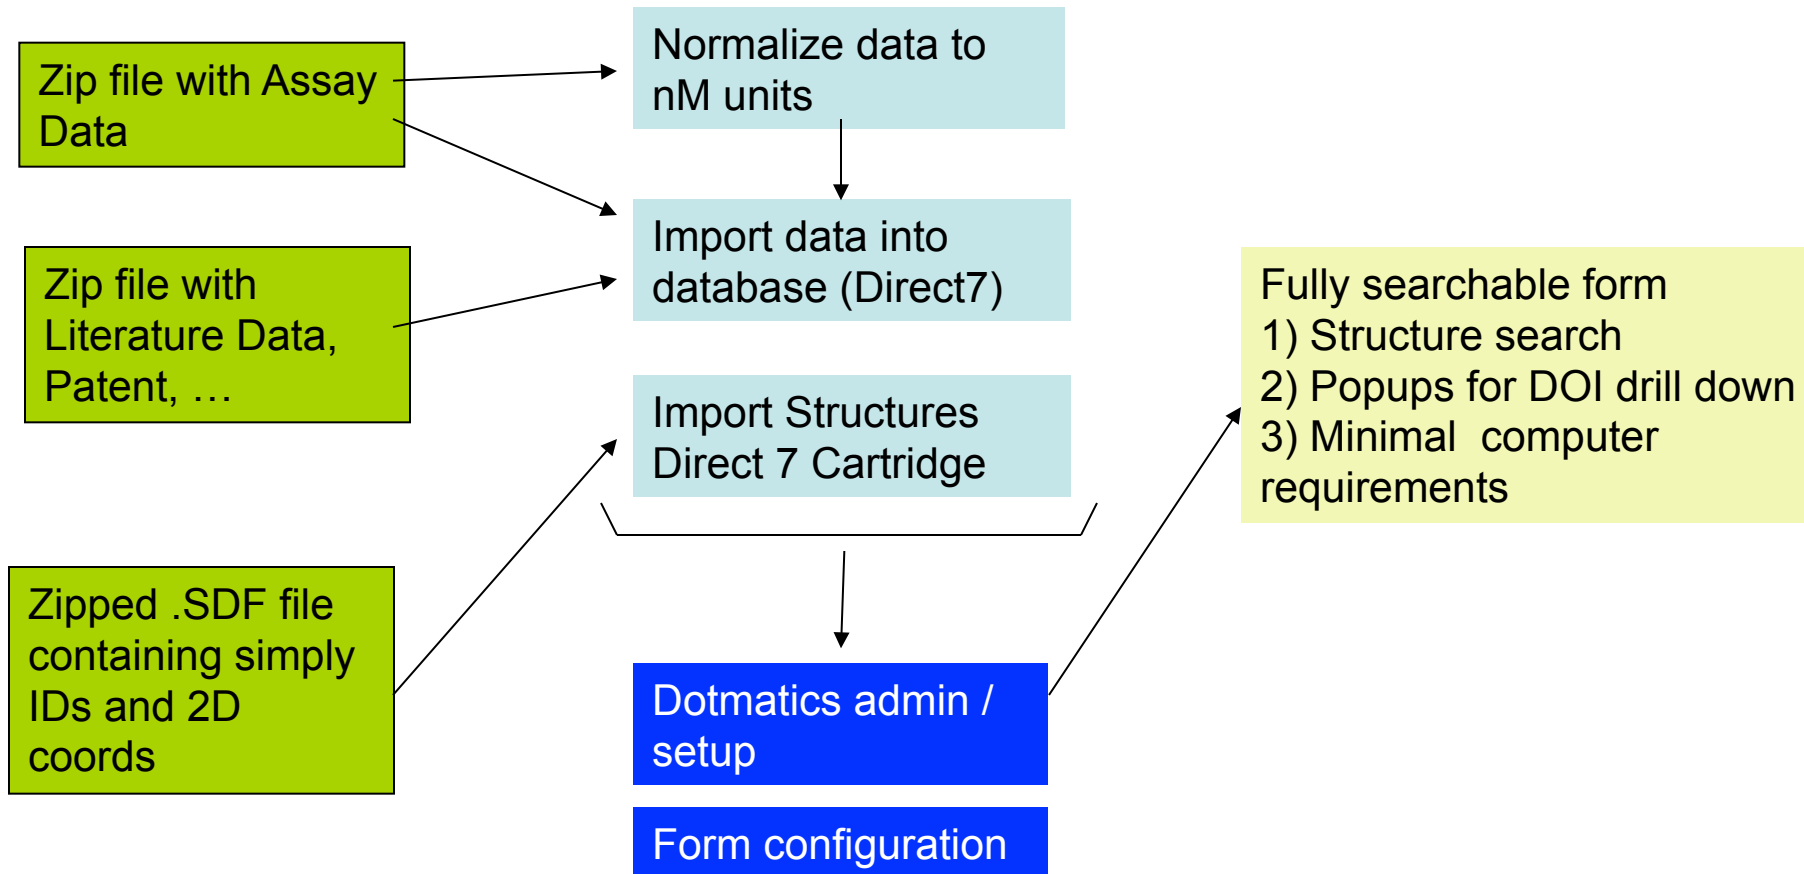 Zip file with Assay
Data
Zip file with
Literature Data,
Patent, …
Zipped .SDF file
containing simply
IDs and 2D
coords
Normalize data to
nM units
Import data into
database (Direct7)
Import Structures
Direct 7 Cartridge
Dotmatics admin /
setup
Form configuration
Fully searchable form
1) Structure search
2) Popups for DOI drill down
3) Minimal  computer
requirements